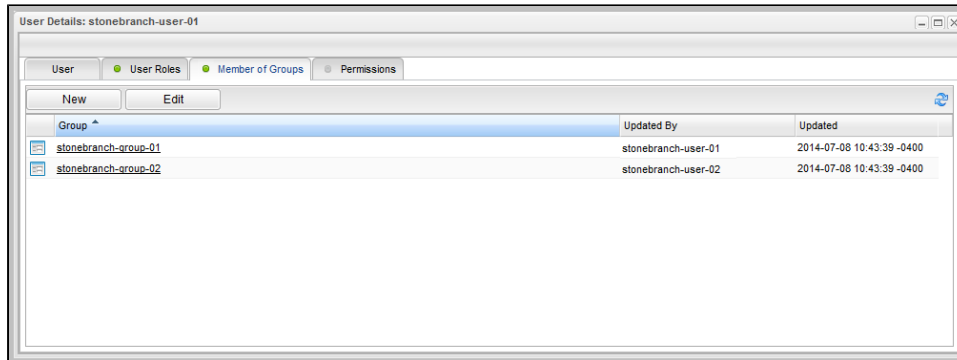 User Details: stonebranch-user-01
User User Roles Member of Groups Permissions
New Edit
Group Updated By Updated
stonebranch-group-01 stonebranch-user-01 2014-07-08 10:43:39 -0400
stonebranch-group-02 stonebranch-user-02 2014-07-08 10:43:39 -0400